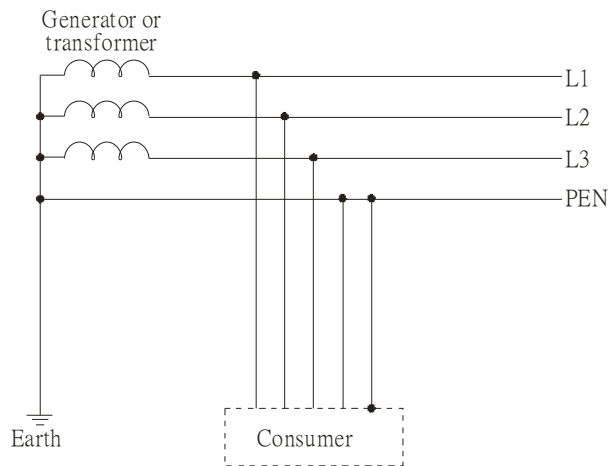 Generator or
transformer
L1
L2
L3
PEN
Earth
Consumer